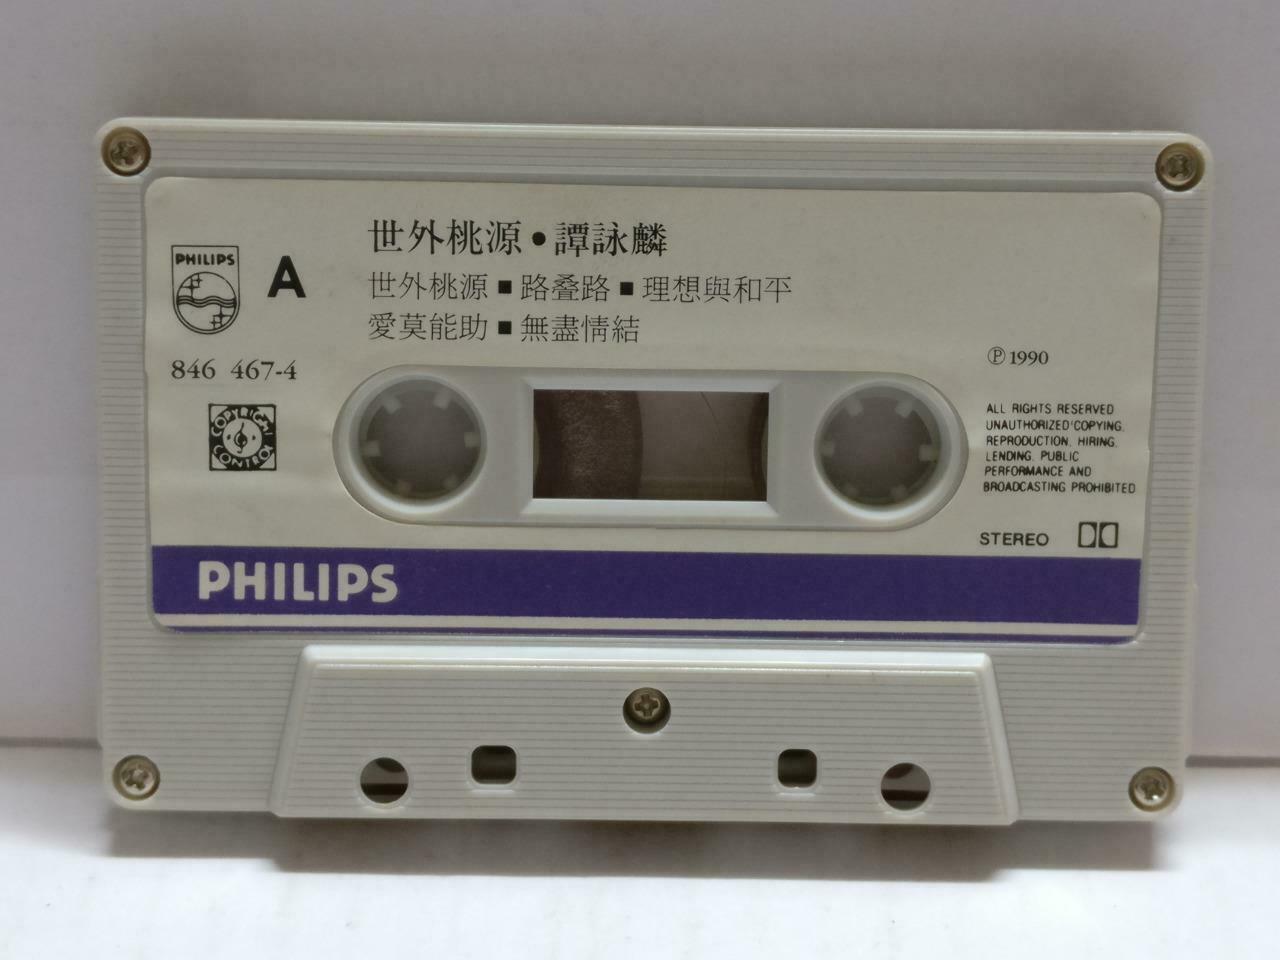 世外桃源•譚詠麟
PHILIPS
A
世外桃源■路叠路■理想與和平
愛莫能助■無盡情結
846 467-4
℗ 1990
COPYRIGHT CONTROL
ALL RIGHTS RESERVED
UNAUTHORIZED COPYING,
REPRODUCTION, HIRING,
LENDING, PUBLIC
PERFORMANCE AND
BROADCASTING PROHIBITED
STEREO
PHILIPS